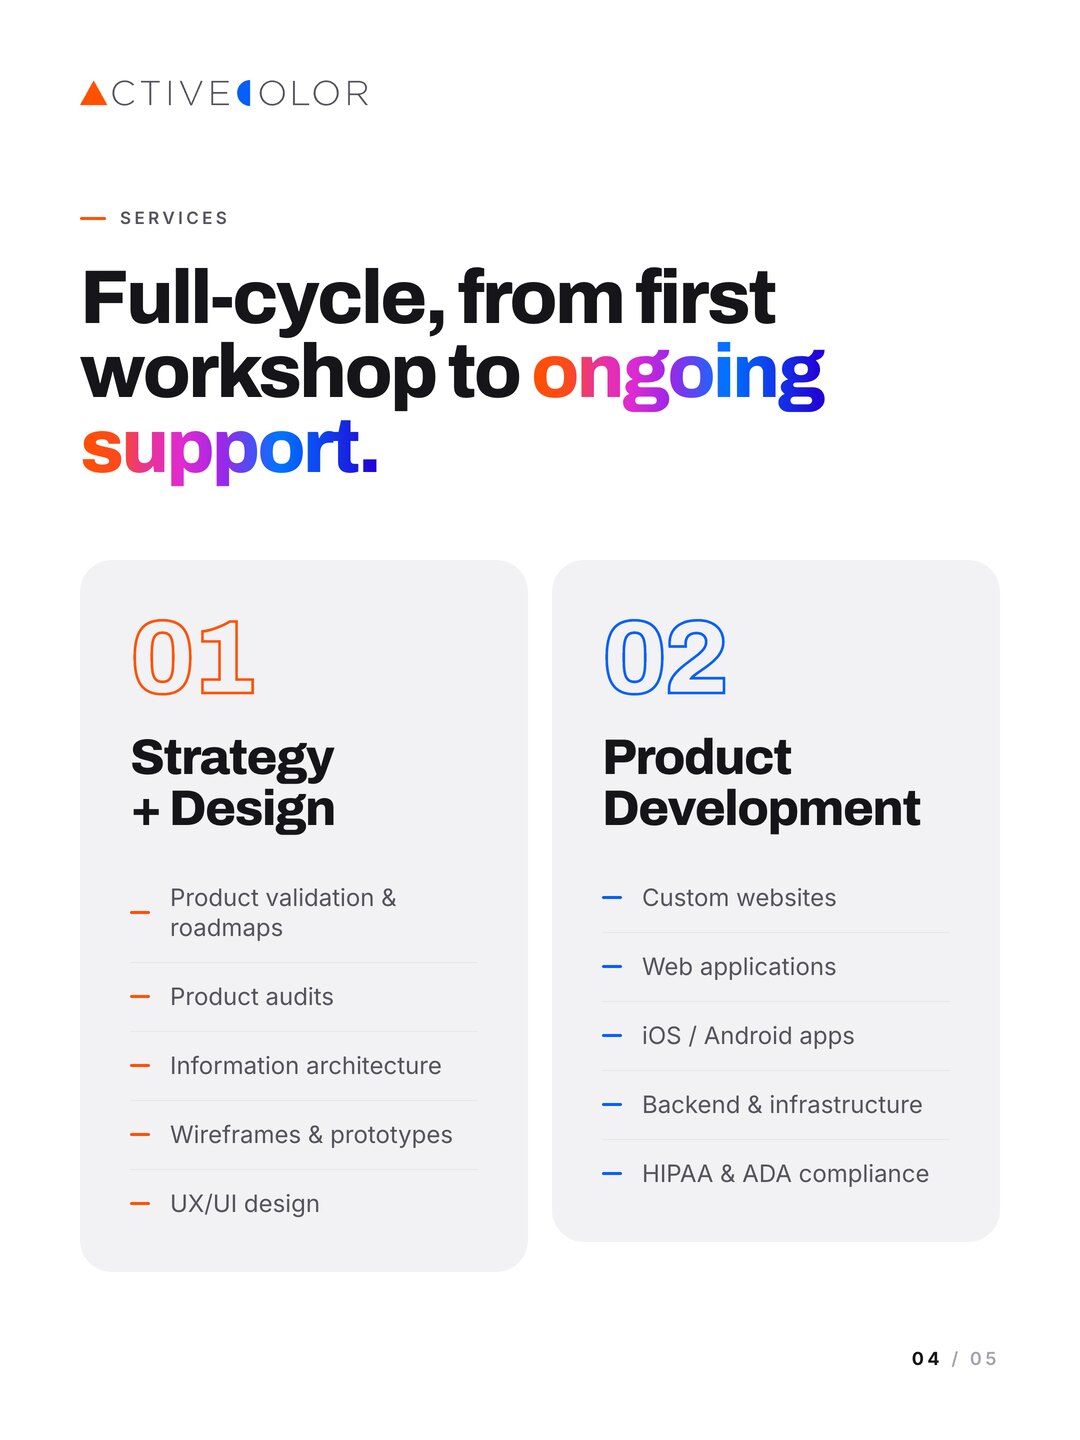 ACTIVECOLOR
SERVICES
Full-cycle, from first
workshop to ongoing
support.
01
Strategy
+ Design
Product validation &
roadmaps
Product audits
Information architecture
Wireframes & prototypes
UX/UI design
02
Product
Development
Custom websites
Web applications
iOS / Android apps
Backend & infrastructure
HIPAA & ADA compliance
04 / 05